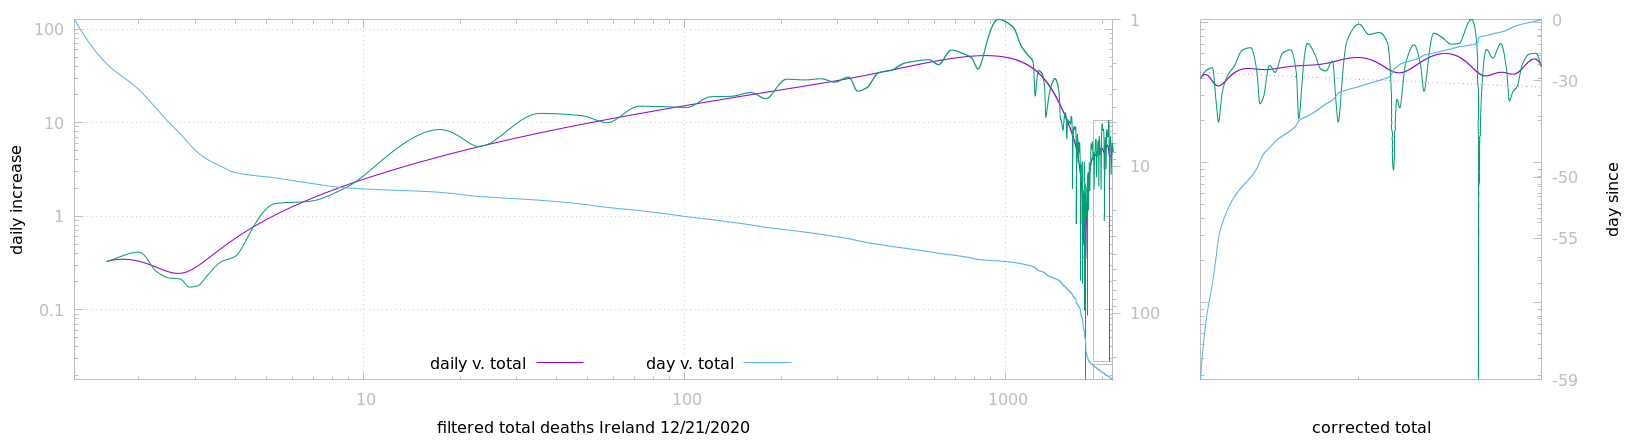 100
10
1
0.1
daily increase
10
100
1000
filtered total deaths Ireland 12/21/2020
daily v. total
day v. total
1
10
100
0
-30
-50
-55
-59
day since
corrected total